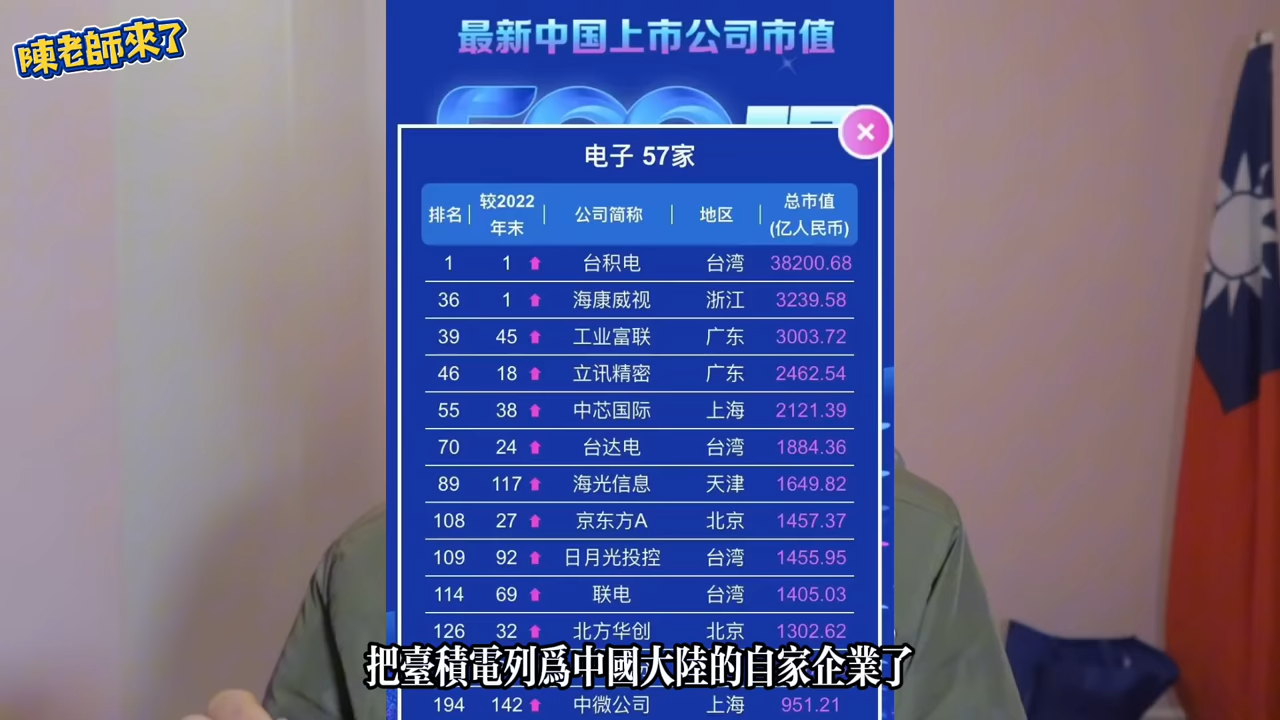 陳老師來了
最新中国上市公司市值
电子 57家
排名 较2022年末 公司简称 地区 总市值(亿人民币)
1 1 台积电 台湾 38200.68
36 1 海康威视 浙江 3239.58
39 45 工业富联 广东 3003.72
46 18 立讯精密 广东 2462.54
55 38 中芯国际 上海 2121.39
70 24 台达电 台湾 1884.36
89 117 海光信息 天津 1649.82
108 27 京东方A 北京 1457.37
109 92 日月光投控 台湾 1455.95
114 69 联电 台湾 1405.03
126 32 北方华创 北京 1302.62
把臺積電列爲中國大陸的自家企業了
194 142 中微公司 上海 951.21